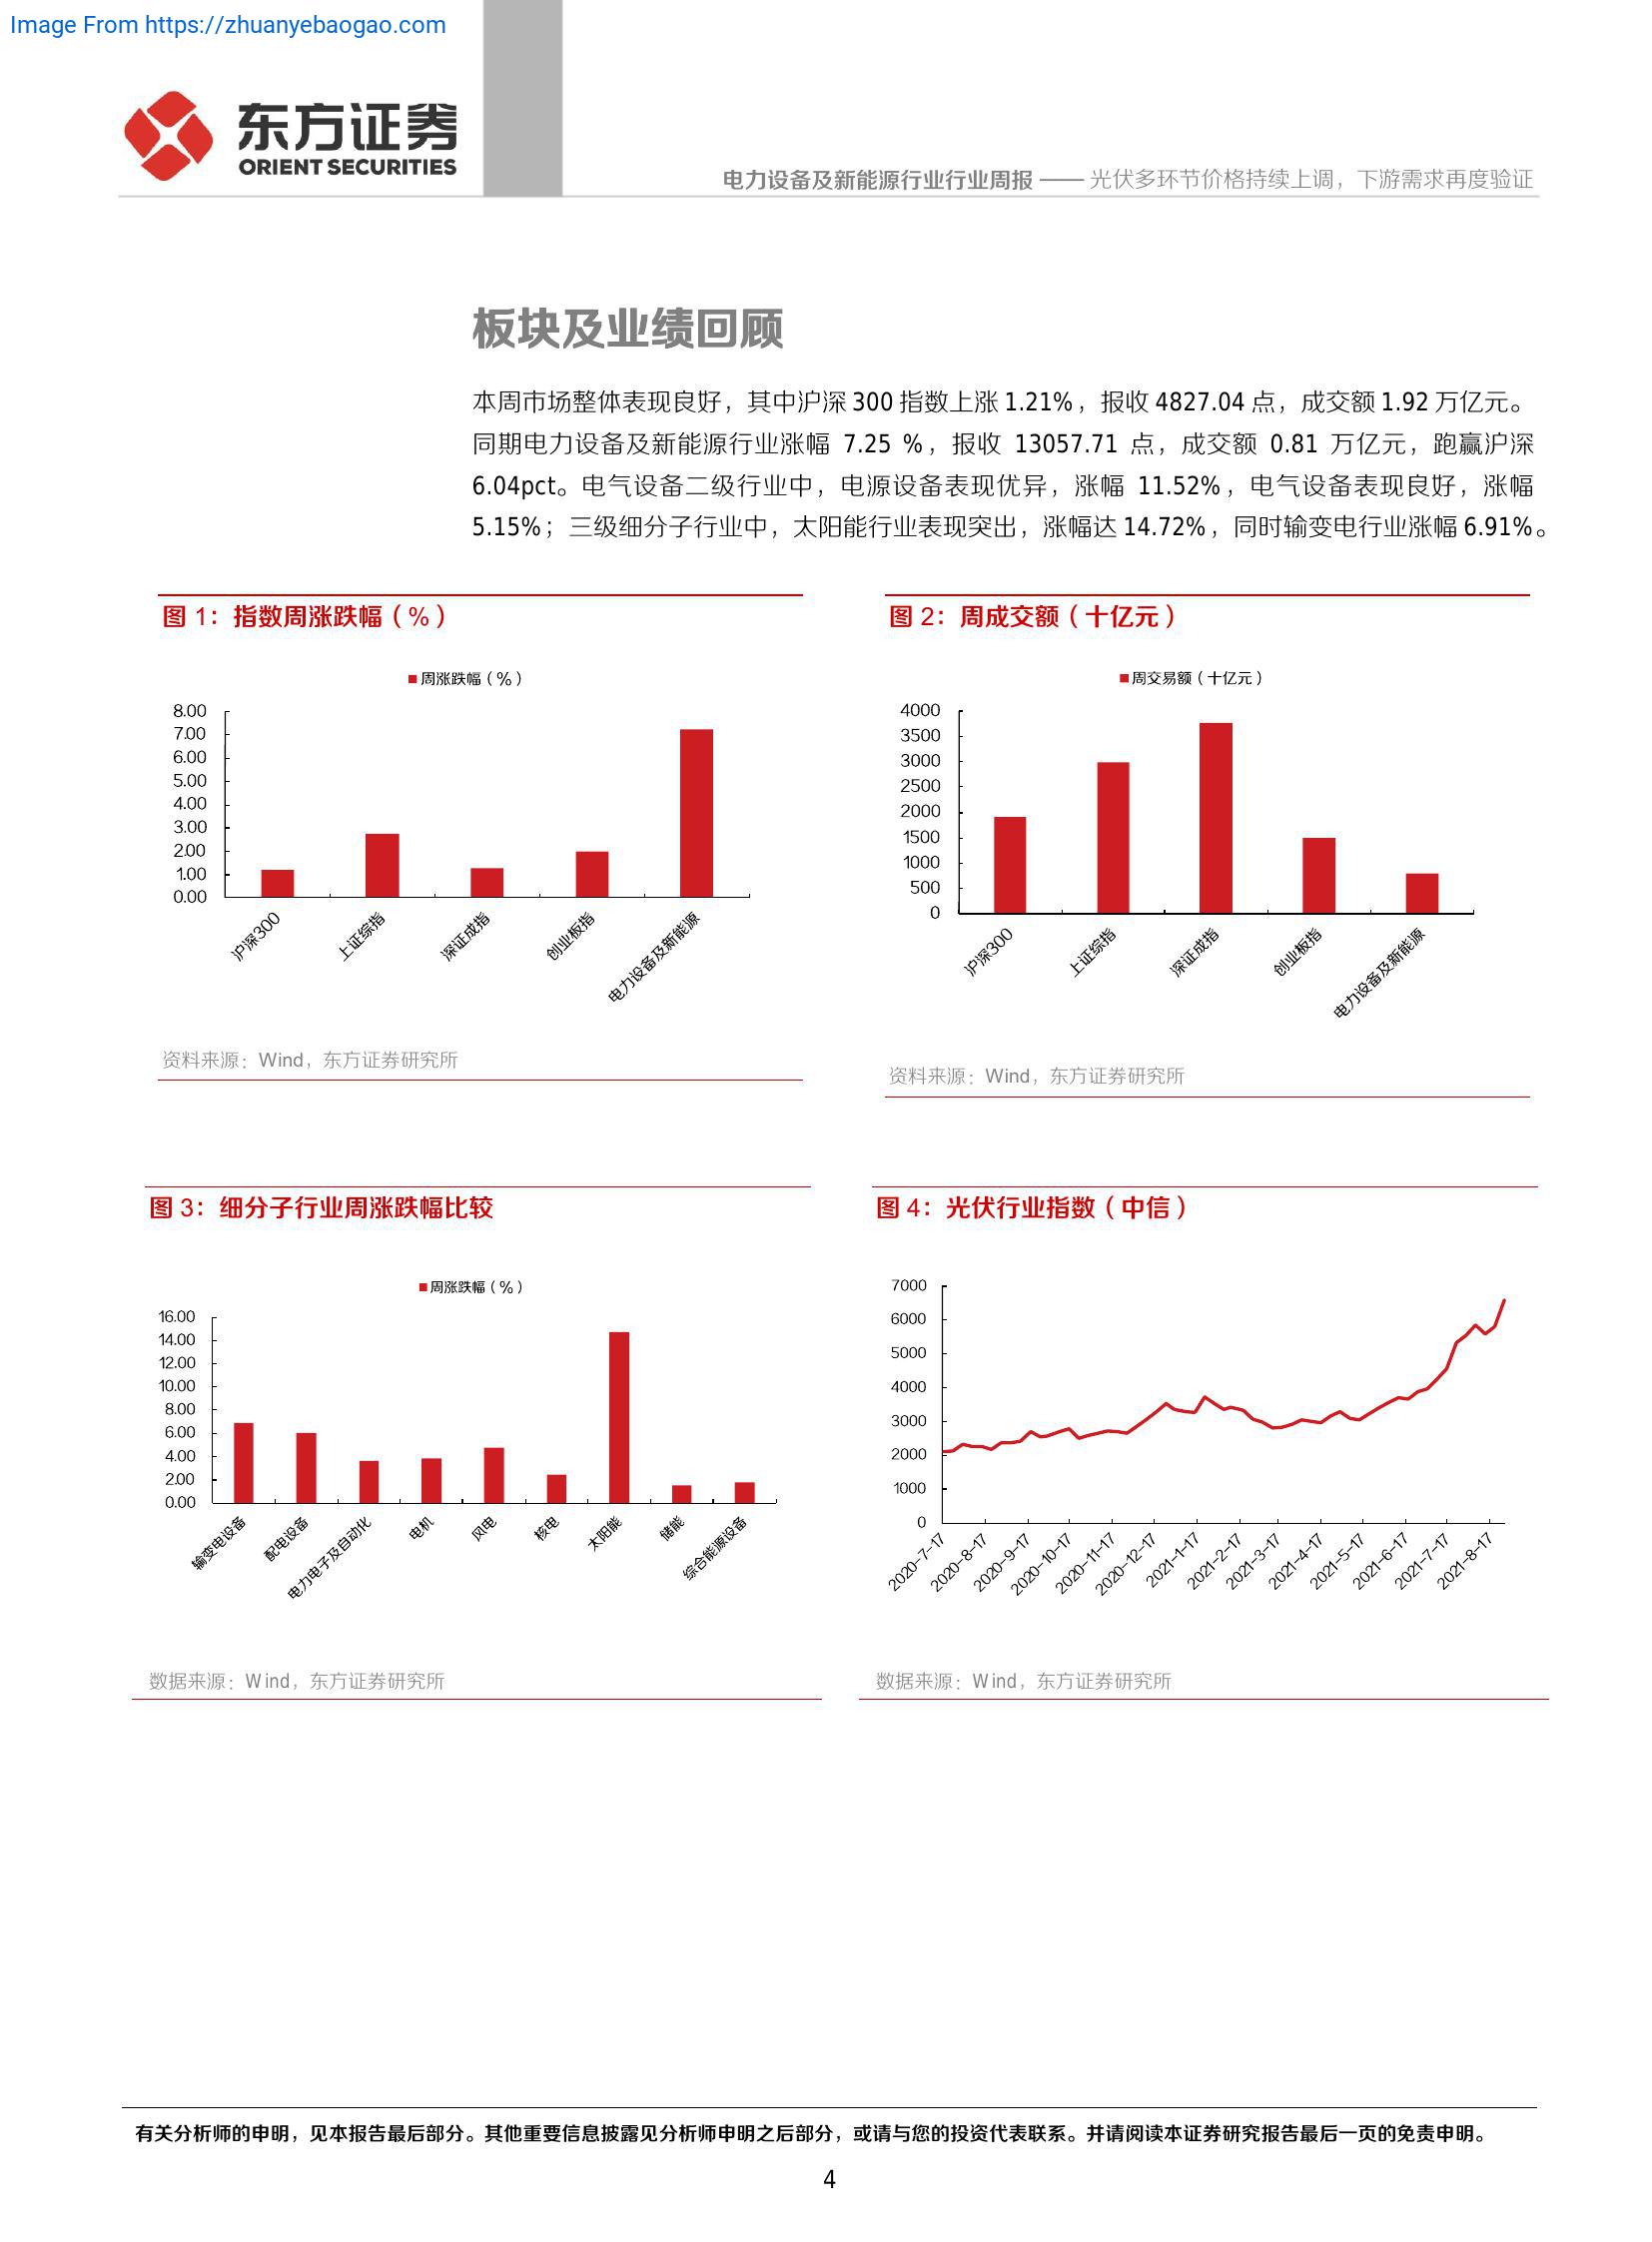 Image From https://zhuanyebaogao.com
东方证券
ORIENT SECURITIES
电力设备及新能源行业行业周报 —— 光伏多环节价格持续上调，下游需求再度验证
板块及业绩回顾
本周市场整体表现良好，其中沪深 300 指数上涨 1.21%，报收 4827.04 点，成交额 1.92 万亿元。
同期电力设备及新能源行业涨幅 7.25 %，报收 13057.71 点，成交额 0.81 万亿元，跑赢沪深
6.04pct。电气设备二级行业中，电源设备表现优异，涨幅 11.52%，电气设备表现良好，涨幅
5.15%；三级细分子行业中，太阳能行业表现突出，涨幅达 14.72%，同时输变电行业涨幅 6.91%。
图 1：指数周涨跌幅（%）
周涨跌幅（%）
8.00
7.00
6.00
5.00
4.00
3.00
2.00
1.00
0.00
沪深300
上证综指
深证成指
创业板指
电力设备及新能源
资料来源：Wind，东方证券研究所
图 2：周成交额（十亿元）
周交易额（十亿元）
4000
3500
3000
2500
2000
1500
1000
500
0
沪深300
上证综指
深证成指
创业板指
电力设备及新能源
资料来源：Wind，东方证券研究所
图 3：细分子行业周涨跌幅比较
周涨跌幅（%）
16.00
14.00
12.00
10.00
8.00
6.00
4.00
2.00
0.00
输变电设备
配电设备
电力电子及自动化
电机
风电
核电
太阳能
储能
综合能源设备
数据来源：Wind，东方证券研究所
图 4：光伏行业指数（中信）
7000
6000
5000
4000
3000
2000
1000
0
2020-7-17
2020-8-17
2020-9-17
2020-10-17
2020-11-17
2020-12-17
2021-1-17
2021-2-17
2021-3-17
2021-4-17
2021-5-17
2021-6-17
2021-7-17
2021-8-17
数据来源：Wind，东方证券研究所
有关分析师的申明，见本报告最后部分。其他重要信息披露见分析师申明之后部分，或请与您的投资代表联系。并请阅读本证券研究报告最后一页的免责申明。
4